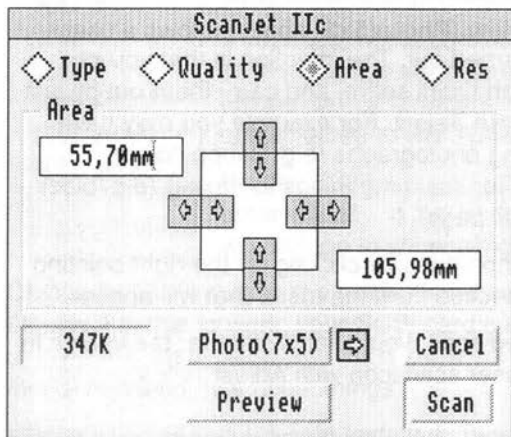 ScanJet IIc
Type Quality Area Res
Area
55,70mm
105,98mm
347K Photo(7x5) Cancel
Preview Scan